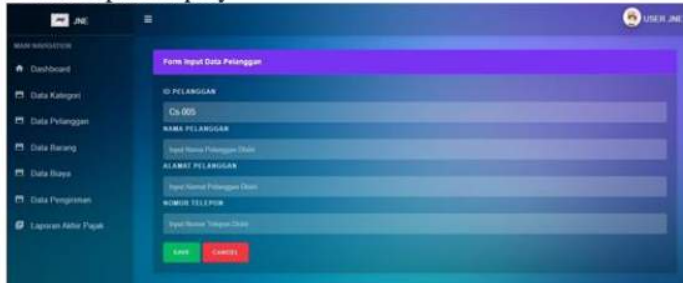 JNE
USER JNE
MAIN NAVIGATION
Dashboard
Data Kategori
Data Pelanggan
Data Barang
Data Biaya
Data Pengiriman
Laporan Akhir Pajak
Form Input Data Pelanggan
ID PELANGGAN
Cs-005
NAMA PELANGGAN
Input Nama Pelanggan Disini
ALAMAT PELANGGAN
Input Alamat Pelanggan Disini
NOMOR TELEPON
Input Nomor Telepon Disini
SAVE
CANCEL